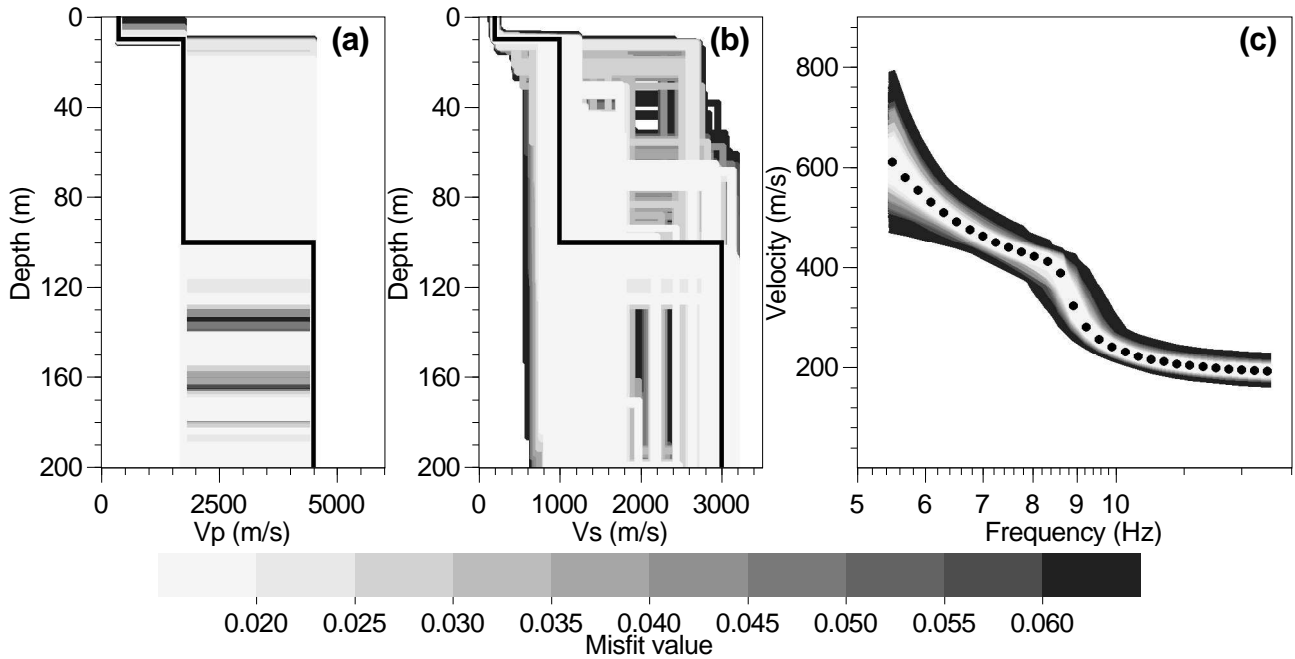 (a)
0
40
80
120
160
200
Depth (m)
0 2500 5000
Vp (m/s)
(b)
0
40
80
120
160
200
Depth (m)
0 1000 2000 3000
Vs (m/s)
(c)
800
600
400
200
Velocity (m/s)
5 6 7 8 9 10
Frequency (Hz)
0.020 0.025 0.030 0.035 0.040 0.045 0.050 0.055 0.060
Misfit value